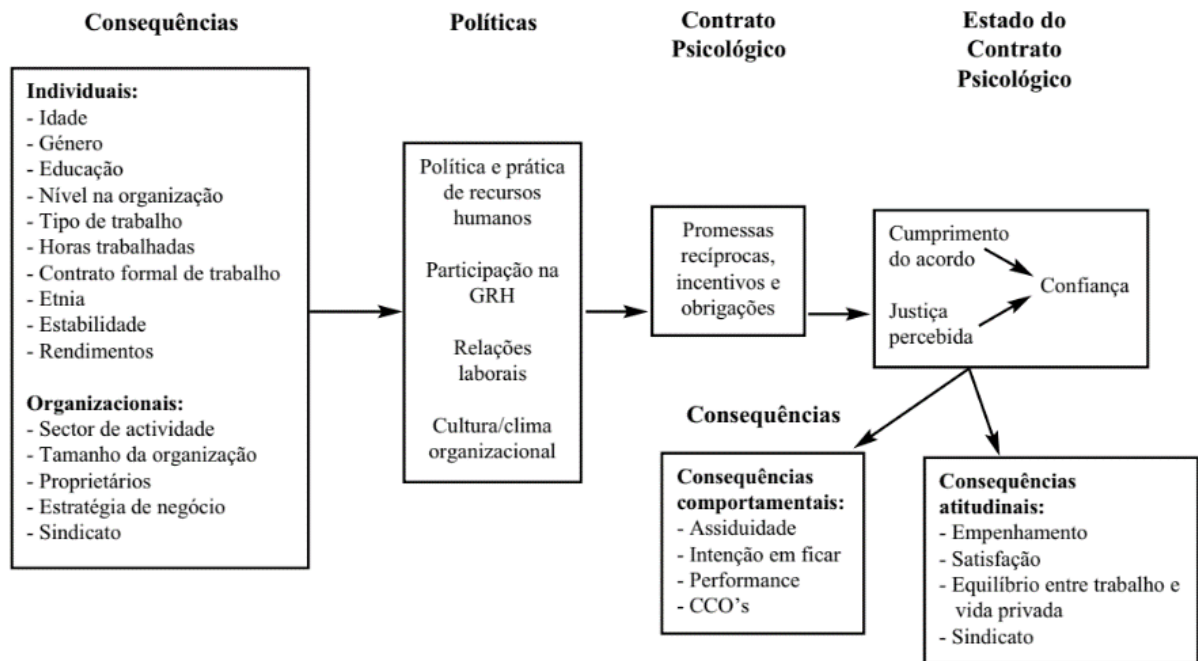 Consequências
Individuais:
- Idade
- Género
- Educação
- Nível na organização
- Tipo de trabalho
- Horas trabalhadas
- Contrato formal de trabalho
- Etnia
- Estabilidade
- Rendimentos
Organizacionais:
- Sector de actividade
- Tamanho da organização
- Proprietários
- Estratégia de negócio
- Sindicato
Políticas
Política e prática
de recursos
humanos
Participação na
GRH
Relações
laborais
Cultura/clima
organizacional
Contrato
Psicológico
Promessas
recíprocas,
incentivos e
obrigações
Estado do
Contrato
Psicológico
Cumprimento
do acordo
Justiça
percebida
Confiança
Consequências
Consequências
comportamentais:
- Assiduidade
- Intenção em ficar
- Performance
- CCO’s
Consequências
atitudinais:
- Empenhamento
- Satisfação
- Equilíbrio entre trabalho e
vida privada
- Sindicato